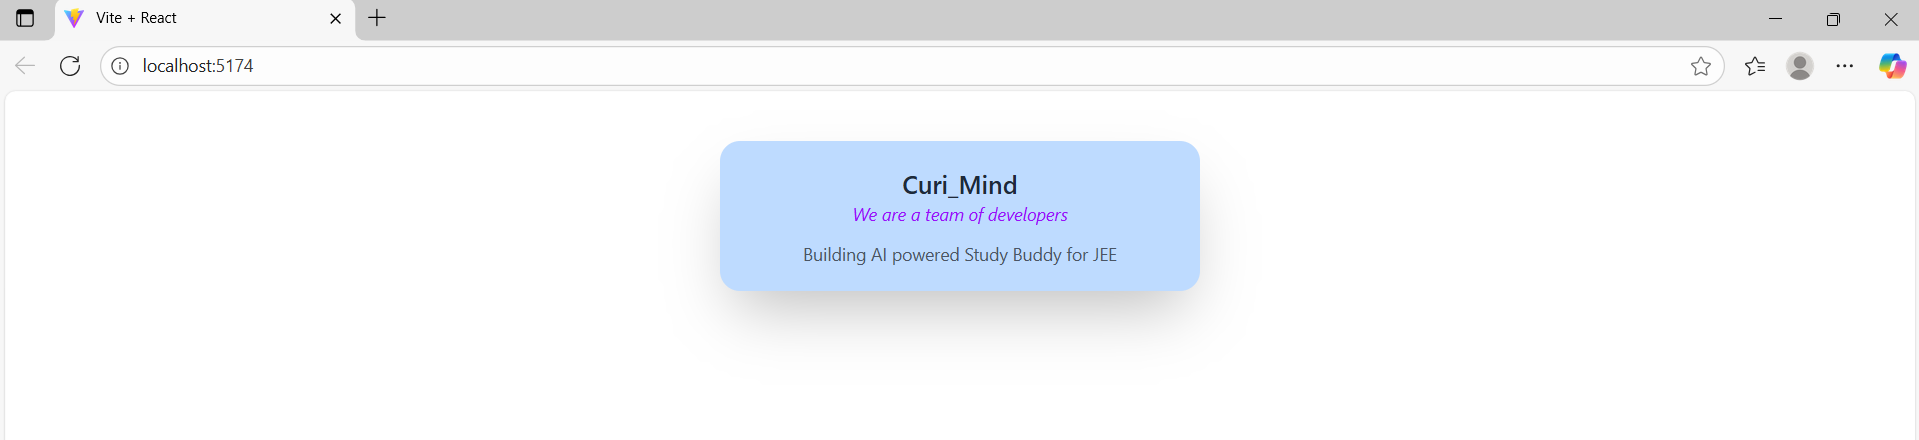 Vite + React
localhost:5174
Curi_Mind
We are a team of developers
Building AI powered Study Buddy for JEE